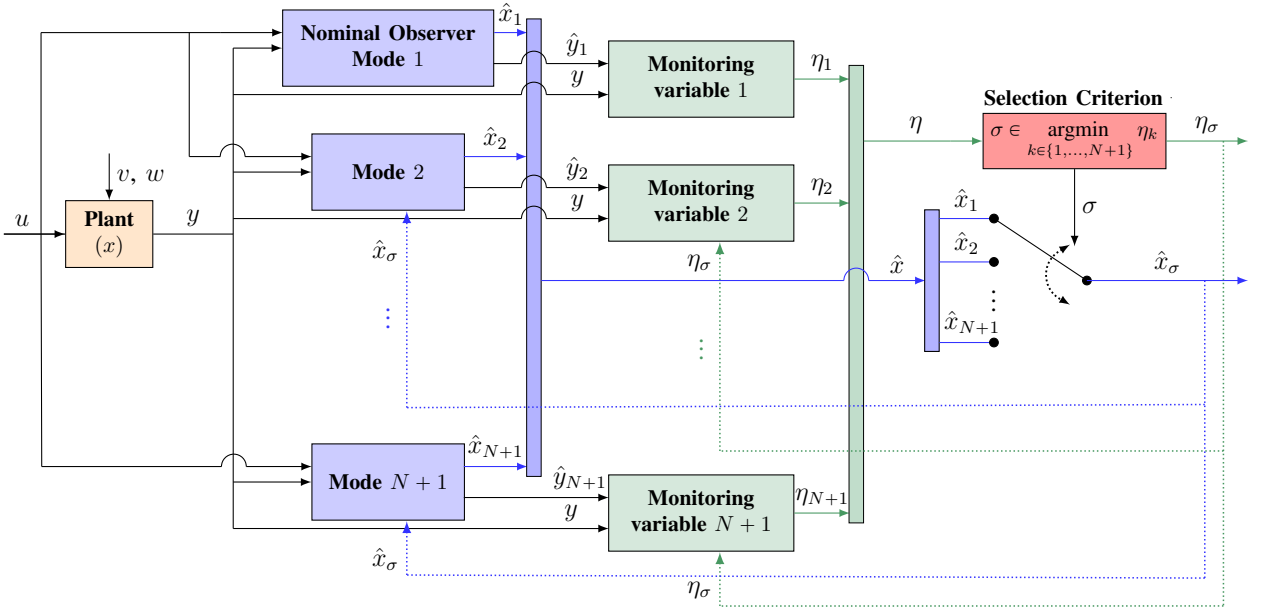 Nominal Observer
Mode 1
x̂₁
ŷ₁
y
Monitoring
variable 1
η₁
Selection Criterion
σ ∈ argmin η_k
k∈{1,...,N+1}
η
η_σ
σ
Mode 2
x̂₂
ŷ₂
y
Monitoring
variable 2
η₂
v, w
u
Plant
(x)
y
x̂_σ
⋮
η_σ
⋮
x̂
x̂₁
x̂₂
⋮
x̂_{N+1}
x̂_σ
Mode N + 1
x̂_{N+1}
ŷ_{N+1}
y
Monitoring
variable N + 1
η_{N+1}
x̂_σ
η_σ